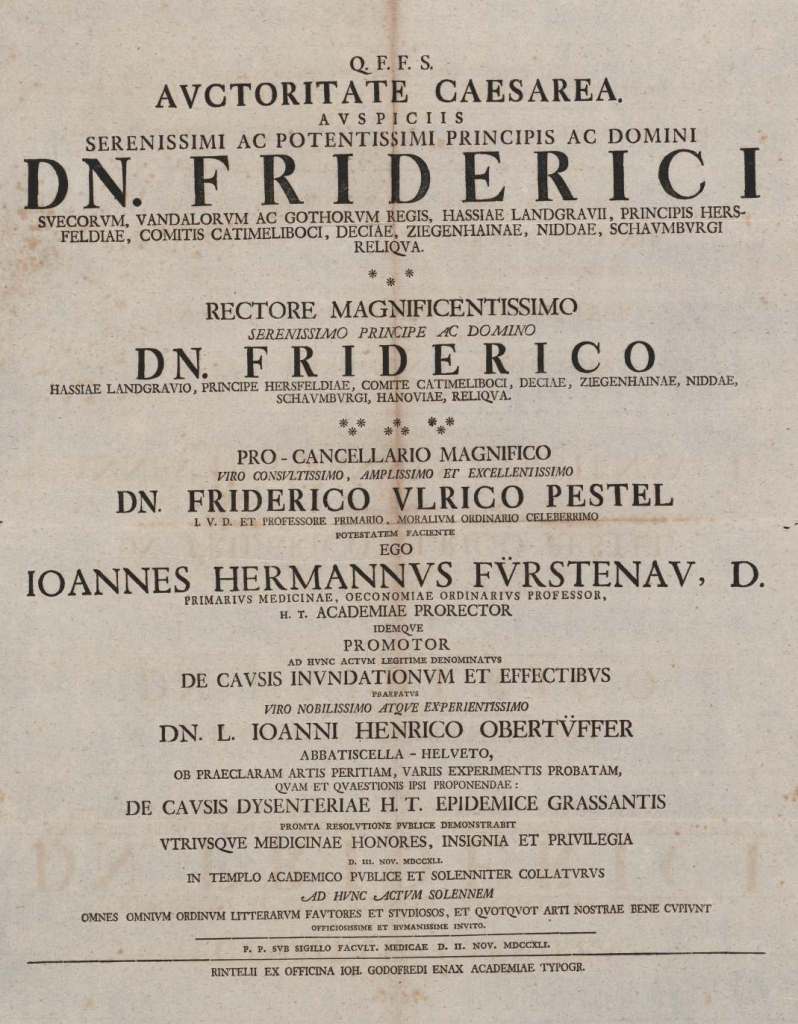 Q. F. F. S.
AVCTORITATE CAESAREA.
AVSPICIIS
SERENISSIMI AC POTENTISSIMI PRINCIPIS AC DOMINI
DN. FRIDERICI
SVECORVM, VANDALORVM AC GOTHORVM REGIS, HASSIAE LANDGRAVII, PRINCIPIS HERS-
FELDIAE, COMITIS CATIMELIBOCI, DECIAE, ZIEGENHAINAE, NIDDAE, SCHAVMBVRGI
RELIQVA.
RECTORE MAGNIFICENTISSIMO
SERENISSIMO PRINCIPE AC DOMINO
DN. FRIDERICO
HASSIAE LANDGRAVIO, PRINCIPE HERSFELDIAE, COMITE CATIMELIBOCI, DECIAE, ZIEGENHAINAE, NIDDAE,
SCHAVMBVRGI, HANOVIAE, RELIQVA.
PRO-CANCELLARIO MAGNIFICO
VIRO CONSVLTISSIMO, AMPLISSIMO ET EXCELLENTISSIMO
DN. FRIDERICO VLRICO PESTEL
I. V. D. ET PROFESSORE PRIMARIO, MORALIVM ORDINARIO CELEBERRIMO
POTESTATEM FACIENTE
EGO
IOANNES HERMANNVS FÜRSTENAV, D.
PRIMARIVS MEDICINAE, OECONOMIAE ORDINARIVS PROFESSOR,
H. T. ACADEMIAE PRORECTOR
IDEMQVE
PROMOTOR
AD HVNC ACTVM LEGITIME DENOMINATVS
DE CAVSIS INVNDATIONVM ET EFFECTIBVS
PRAEFATVS
VIRO NOBILISSIMO ATQVE EXPERIENTISSIMO
DN. L. IOANNI HENRICO OBERTÜFFER
ABBATISCELLA - HELVETO,
OB PRAECLARAM ARTIS PERITIAM, VARIIS EXPERIMENTIS PROBATAM,
QVAM ET QVAESTIONIS IPSI PROPONENDAE:
DE CAVSIS DYSENTERIAE H. T. EPIDEMICE GRASSANTIS
PROMTA RESOLVTIONE PVBLICE DEMONSTRABIT
VTRIVSQVE MEDICINAE HONORES, INSIGNIA ET PRIVILEGIA
D. III. NOV. MDCCXLI.
IN TEMPLO ACADEMICO PVBLICE ET SOLENNITER COLLATVRVS
AD HVNC ACTVM SOLENNEM
OMNES OMNIVM ORDINVM LITTERARVM FAVTORES ET STVDIOSOS, ET QVOTQVOT ARTI NOSTRAE BENE CVPIVNT
OFFICIOSISSIME ET HVMANISSIME INVITO.
P. P. SVB SIGILLO FACVLT. MEDICAE D. II. NOV. MDCCXLI.
RINTELII EX OFFICINA IOH. GODOFREDI ENAX ACADEMIAE TYPOGR.